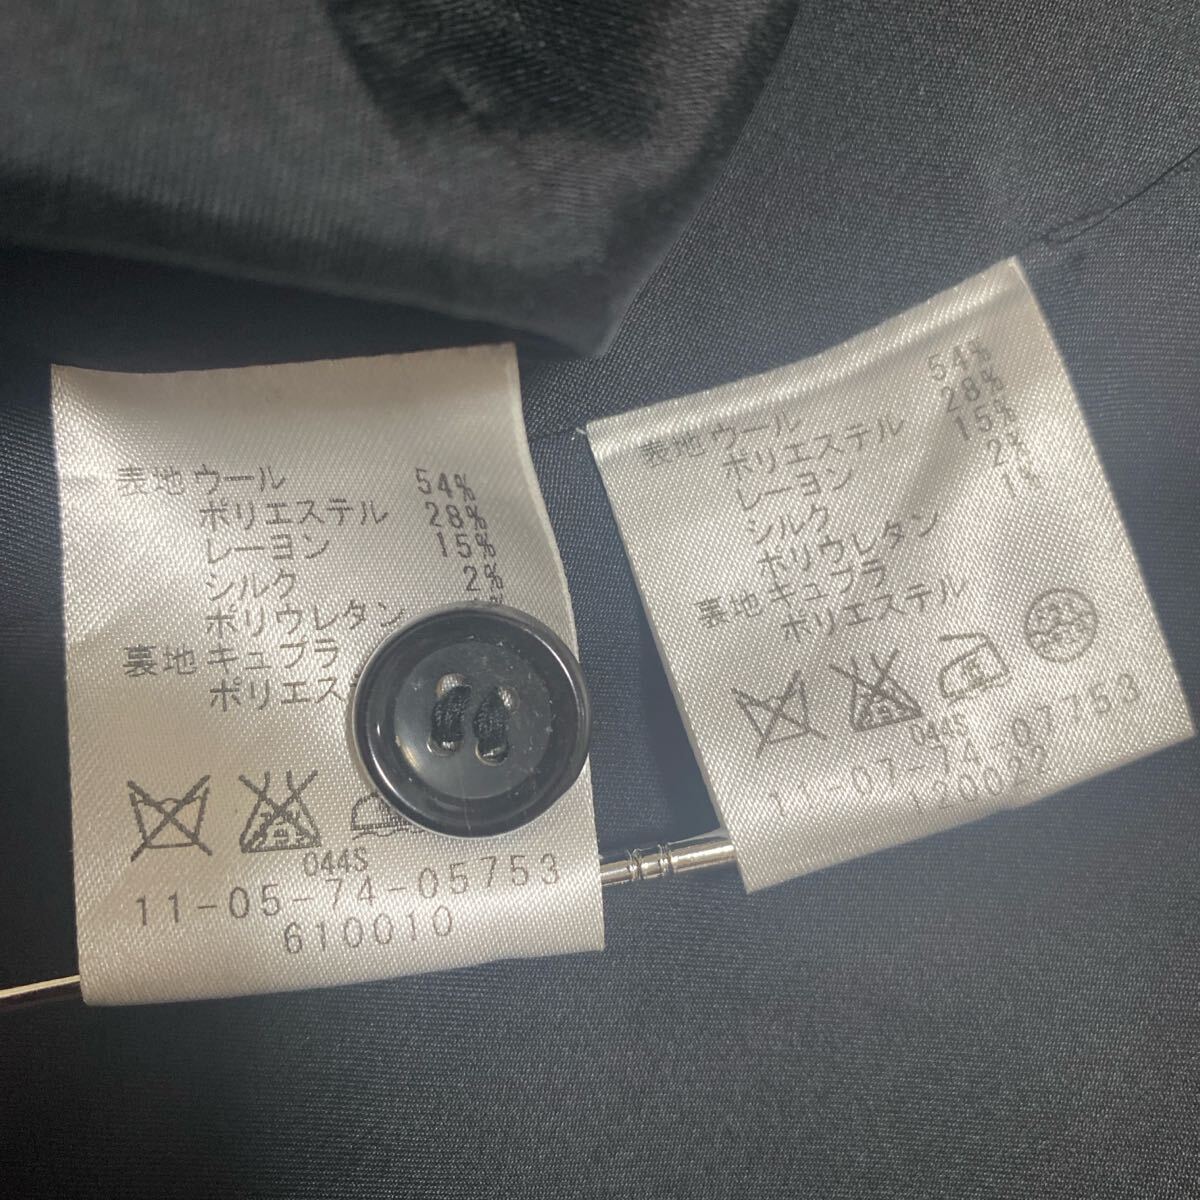 表地 ウール 54%
ポリエステル 28%
レーヨン 15%
シルク 2%
ポリウレタン
裏地 キュプラ
ポリエス
044S
11-05-74-05753
610010
表地 ウール 54%
ポリエステル 28%
レーヨン 15%
シルク 2%
ポリウレタン 1%
裏地 キュプラ
ポリエステル
044S
11-07-74-07753